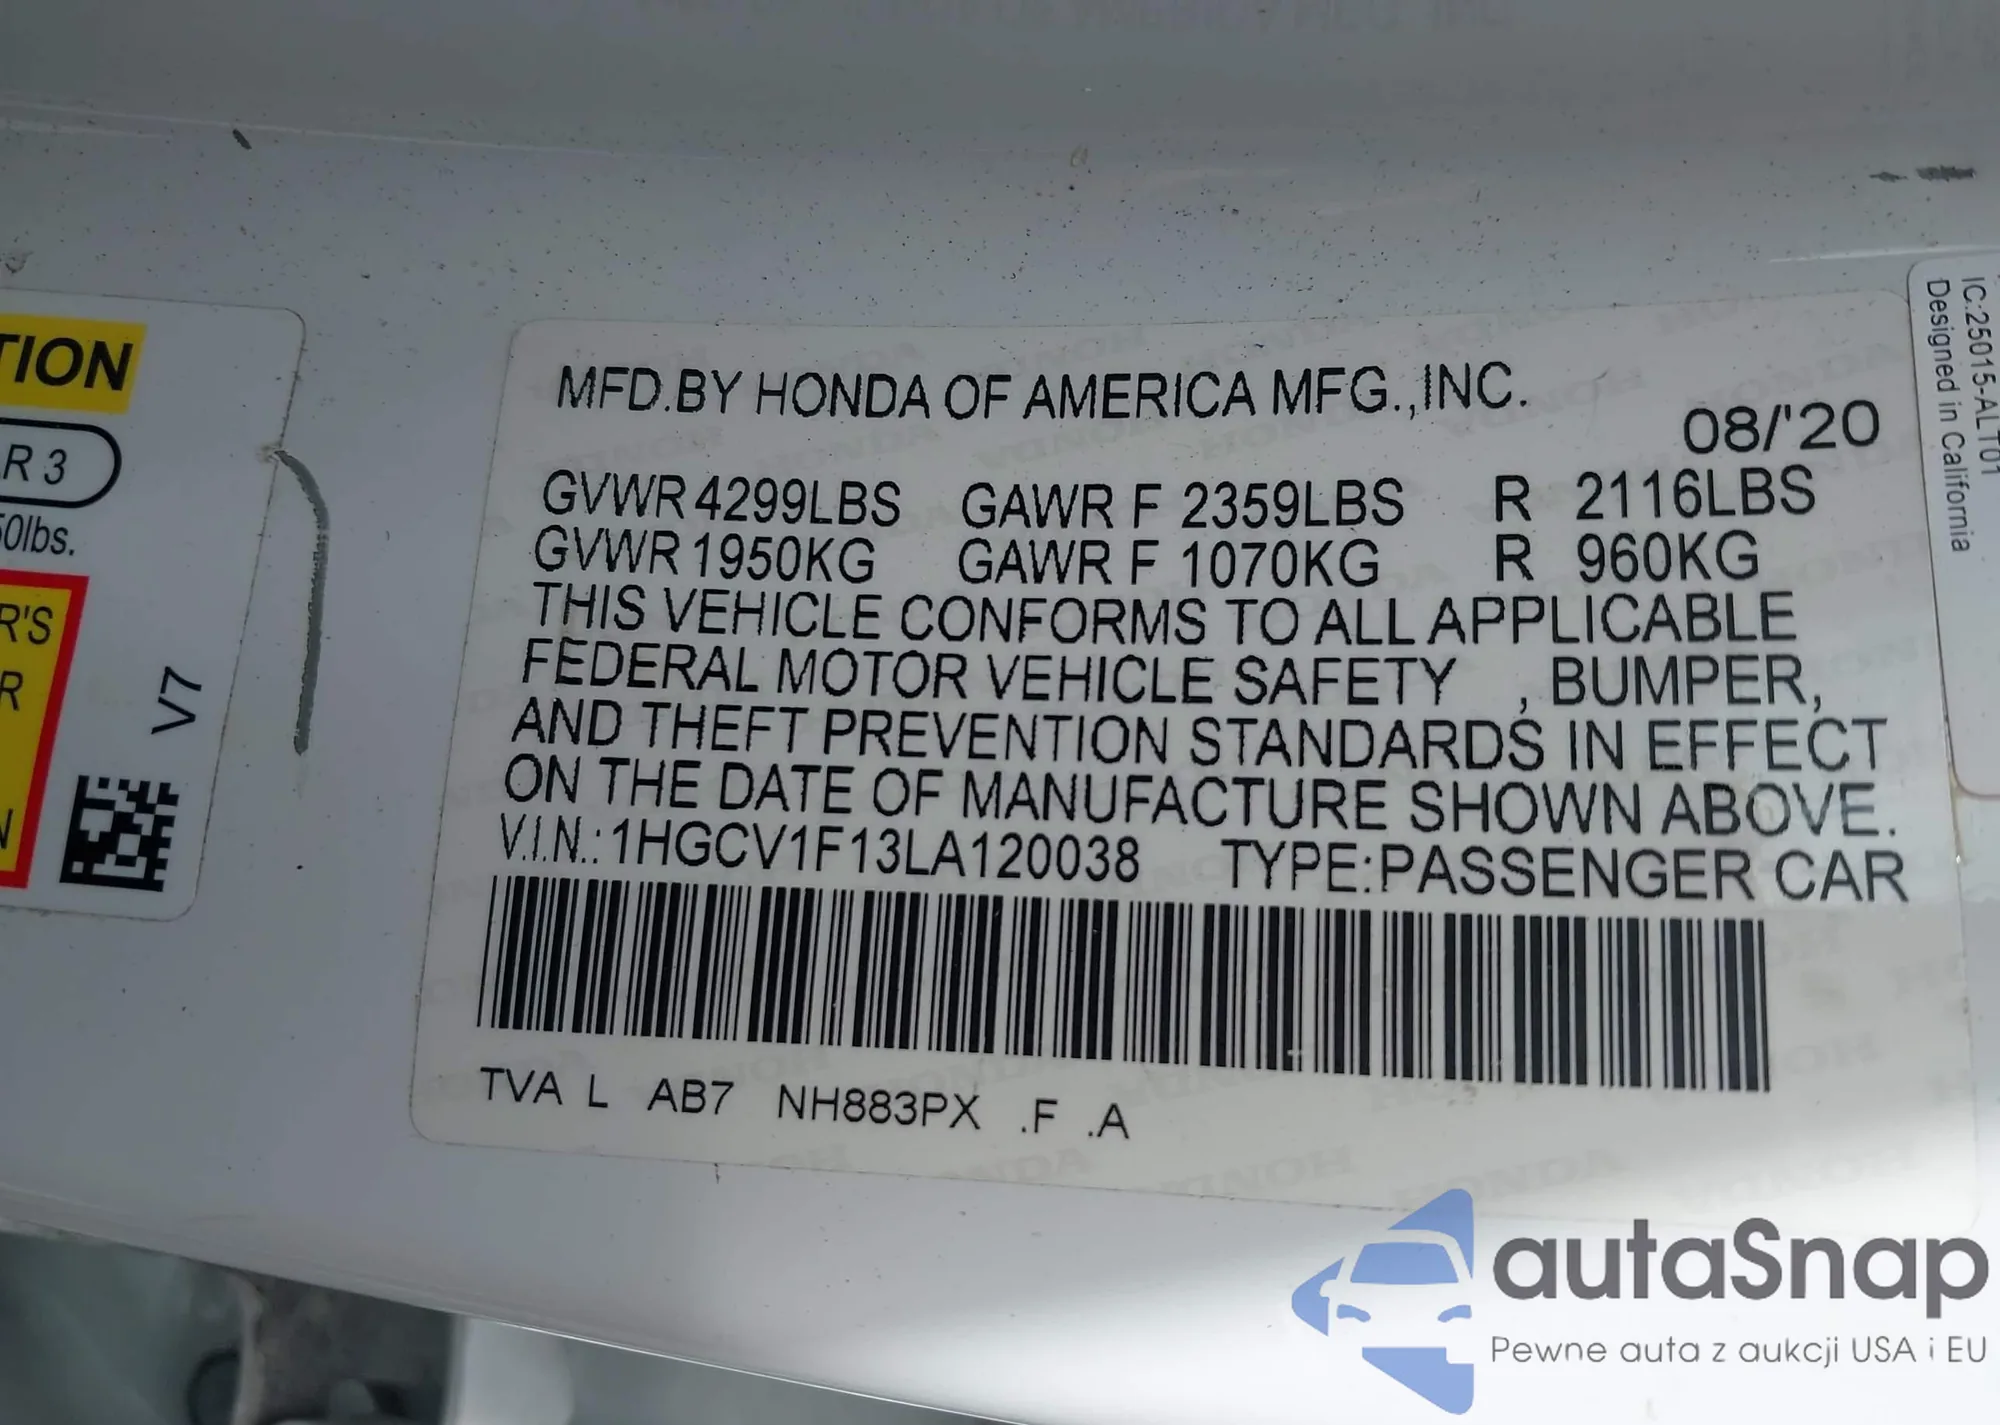 TION
R 3
50lbs.
R'S
R
N
V7
MFD.BY HONDA OF AMERICA MFG.,INC.
08/'20
GVWR 4299LBS GAWR F 2359LBS R 2116LBS
GVWR 1950KG GAWR F 1070KG R 960KG
THIS VEHICLE CONFORMS TO ALL APPLICABLE
FEDERAL MOTOR VEHICLE SAFETY , BUMPER,
AND THEFT PREVENTION STANDARDS IN EFFECT
ON THE DATE OF MANUFACTURE SHOWN ABOVE.
V.I.N.: 1HGCV1F13LA120038 TYPE:PASSENGER CAR
TVA L AB7 NH883PX .F .A
IC:25015-ALT01
Designed in California
autaSnap
Pewne auta z aukcji USA i EU